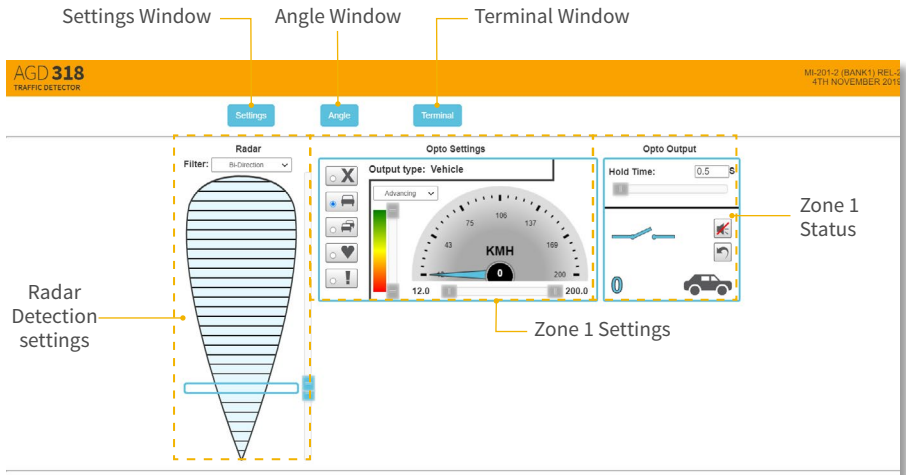 Settings Window
Angle Window
Terminal Window
AGD 318
TRAFFIC DETECTOR
MI-201-2 (BANK1) REL-2
4TH NOVEMBER 2019
Settings
Angle
Terminal
Radar
Filter:
Bi-Direction
Opto Settings
X
Output type: Vehicle
Advancing
!
43
75
106
137
169
200
KMH
0
12.0
200.0
Opto Output
Hold Time:
0.5
S
0
Zone 1
Status
Radar
Detection
settings
Zone 1 Settings